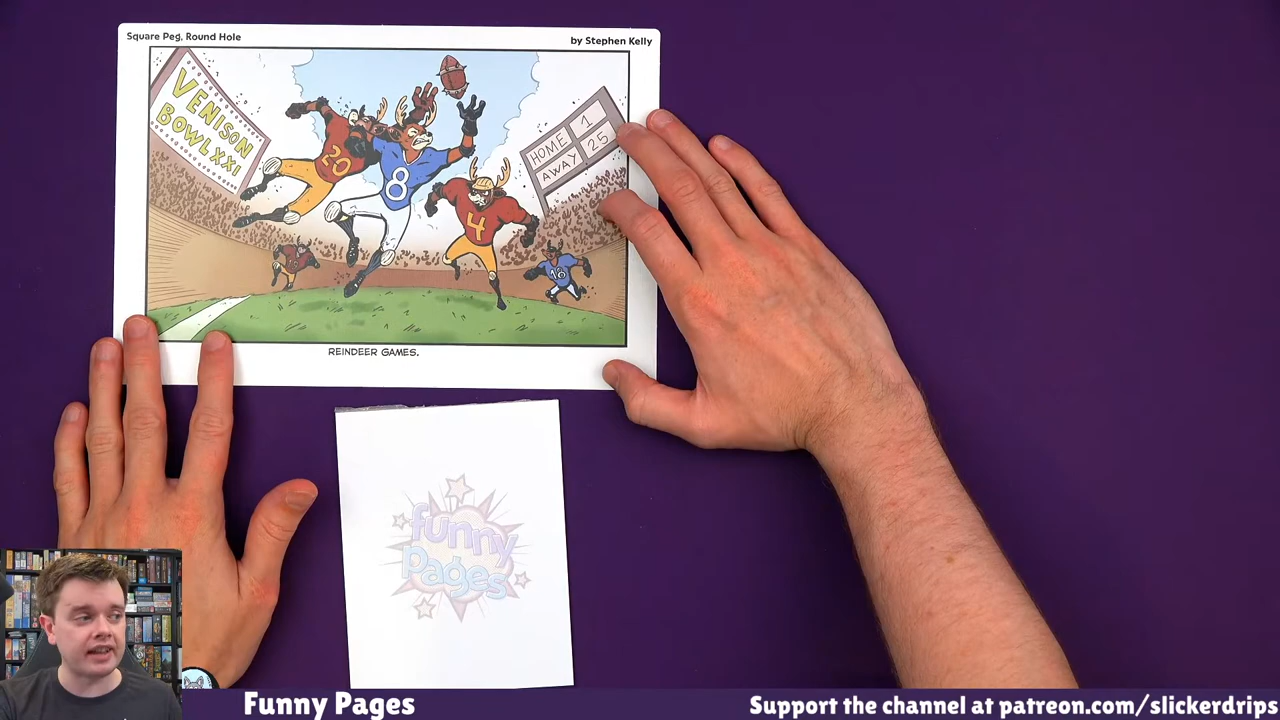 Square Peg, Round Hole
by Stephen Kelly
VENISON
BOWL XXI
HOME 1
AWAY 25
20
8
4
16
REINDEER GAMES.
funny
pages
Funny Pages
Support the channel at patreon.com/slickerdrips